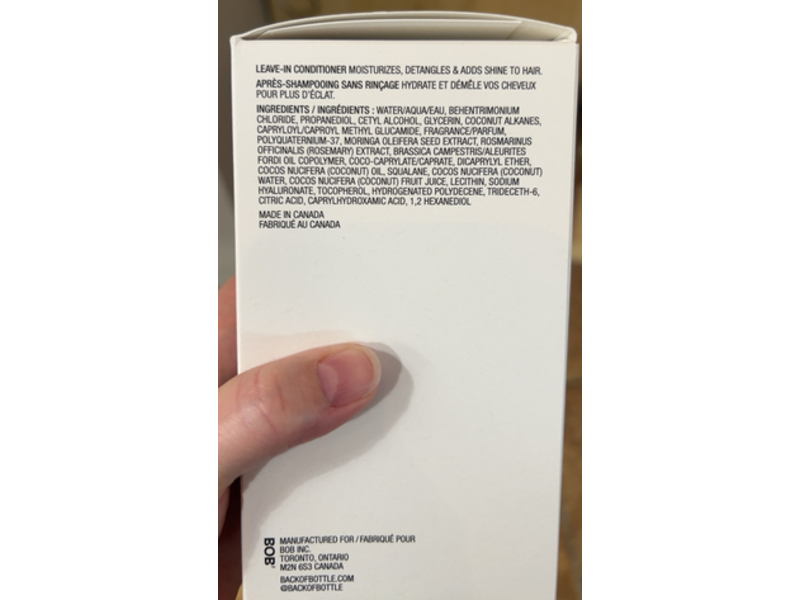 LEAVE-IN CONDITIONER MOISTURIZES, DETANGLES & ADDS SHINE TO HAIR.
APRÈS-SHAMPOOING SANS RINÇAGE HYDRATE ET DÉMÊLE VOS CHEVEUX
POUR PLUS D'ÉCLAT.
INGREDIENTS / INGRÉDIENTS : WATER/AQUA/EAU, BEHENTRIMONIUM
CHLORIDE, PROPANEDIOL, CETYL ALCOHOL, GLYCERIN, COCONUT ALKANES,
CAPRYLOYL/CAPROYL METHYL GLUCAMIDE, FRAGRANCE/PARFUM,
POLYQUATERNIUM-37, MORINGA OLEIFERA SEED EXTRACT, ROSMARINUS
OFFICINALIS (ROSEMARY) EXTRACT, BRASSICA CAMPESTRIS/ALEURITES
FORDI OIL COPOLYMER, COCO-CAPRYLATE/CAPRATE, DICAPRYLYL ETHER,
COCOS NUCIFERA (COCONUT) OIL, SQUALANE, COCOS NUCIFERA (COCONUT)
WATER, COCOS NUCIFERA (COCONUT) FRUIT JUICE, LECITHIN, SODIUM
HYALURONATE, TOCOPHEROL, HYDROGENATED POLYDECENE, TRIDECETH-6,
CITRIC ACID, CAPRYLHYDROXAMIC ACID, 1,2 HEXANEDIOL
MADE IN CANADA
FABRIQUÉ AU CANADA
BOB
MANUFACTURED FOR / FABRIQUÉ POUR
BOB INC.
TORONTO, ONTARIO
M2N 6S3 CANADA
BACKOFBOTTLE.COM
@BACKOFBOTTLE